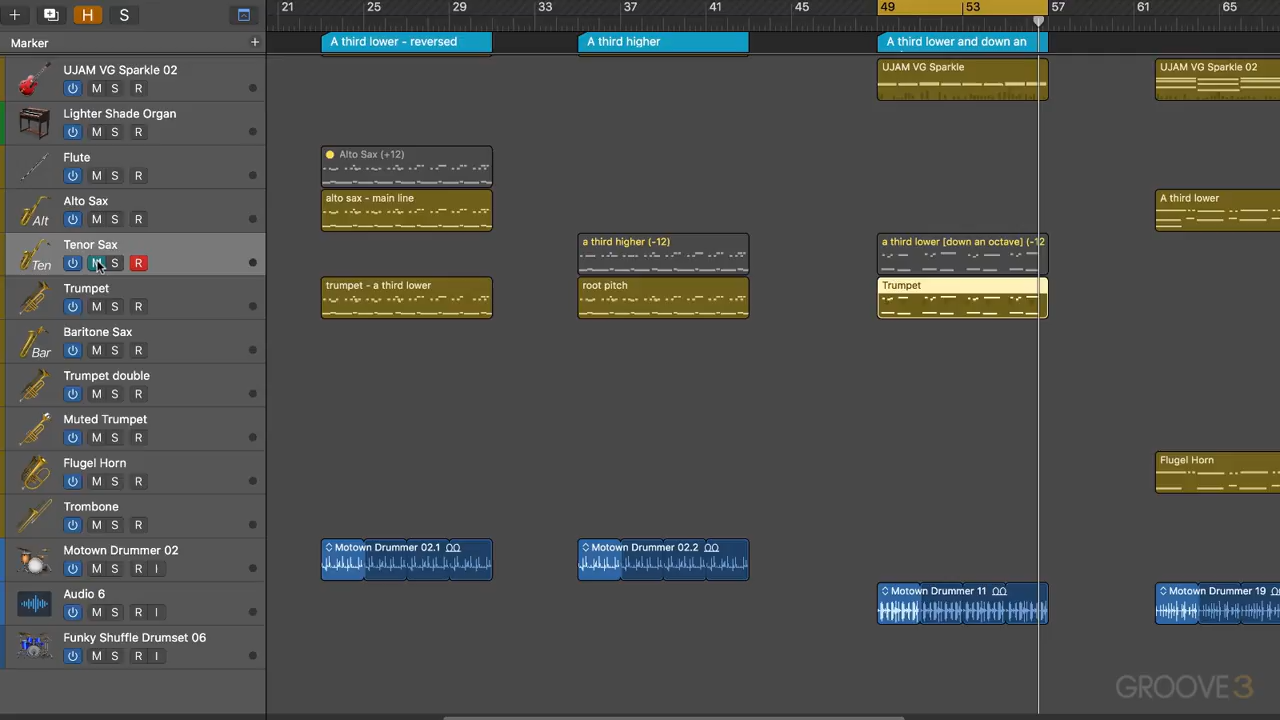 H S
21 25 29 33 37 41 45 49 53 57 61 65
Marker
A third lower - reversed
A third higher
A third lower and down an
UJAM VG Sparkle 02
M S R
UJAM VG Sparkle
UJAM VG Sparkle 02
Lighter Shade Organ
M S R
Flute
M S R
Alto Sax (+12)
Alto Sax
Alt
M S R
alto sax - main line
A third lower
Tenor Sax
Ten
M S R
a third higher (-12)
a third lower [down an octave] (-12
Trumpet
M S R
trumpet - a third lower
root pitch
Trumpet
Baritone Sax
Bar
M S R
Trumpet double
M S R
Muted Trumpet
M S R
Flugel Horn
M S R
Flugel Horn
Trombone
M S R
Motown Drummer 02
M S R I
Motown Drummer 02.1
Motown Drummer 02.2
Audio 6
M S R I
Motown Drummer 11
Motown Drummer 19
Funky Shuffle Drumset 06
M S R I
GROOVE3